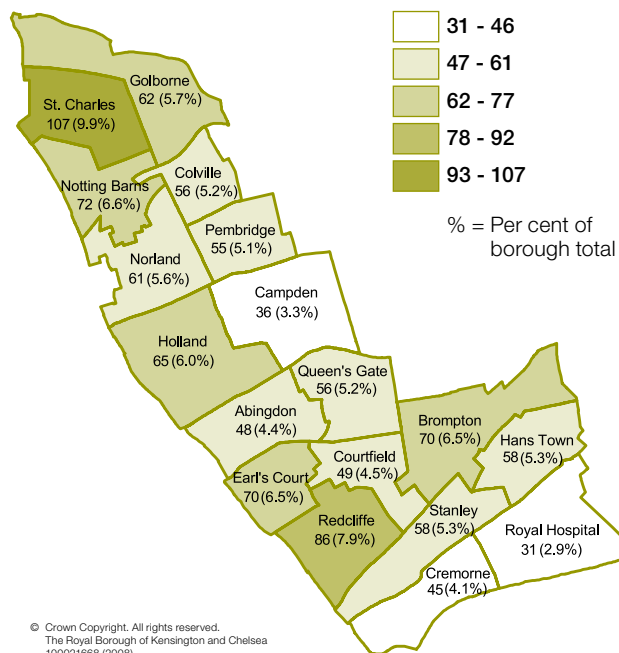 31 - 46
47 - 61
62 - 77
78 - 92
93 - 107
% = Per cent of
borough total
Golborne
62 (5.7%)
St. Charles
107 (9.9%)
Colville
56 (5.2%)
Notting Barns
72 (6.6%)
Pembridge
55 (5.1%)
Norland
61 (5.6%)
Campden
36 (3.3%)
Holland
65 (6.0%)
Queen's Gate
56 (5.2%)
Abingdon
48 (4.4%)
Brompton
70 (6.5%)
Hans Town
58 (5.3%)
Courtfield
49 (4.5%)
Earl's Court
70 (6.5%)
Stanley
58 (5.3%)
Redcliffe
86 (7.9%)
Royal Hospital
31 (2.9%)
Cremorne
45 (4.1%)
© Crown Copyright. All rights reserved.
The Royal Borough of Kensington and Chelsea
100021668 (2008)